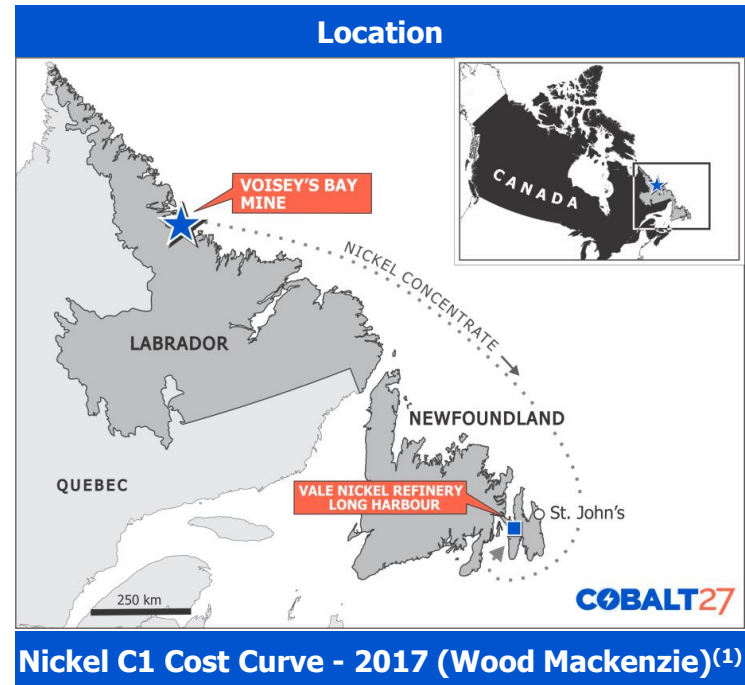 Location
CANADA
VOISEY'S BAY
MINE
NICKEL CONCENTRATE
LABRADOR
NEWFOUNDLAND
QUEBEC
VALE NICKEL REFINERY
LONG HARBOUR
St. John's
250 km
COBALT27
Nickel C1 Cost Curve - 2017 (Wood Mackenzie)(1)